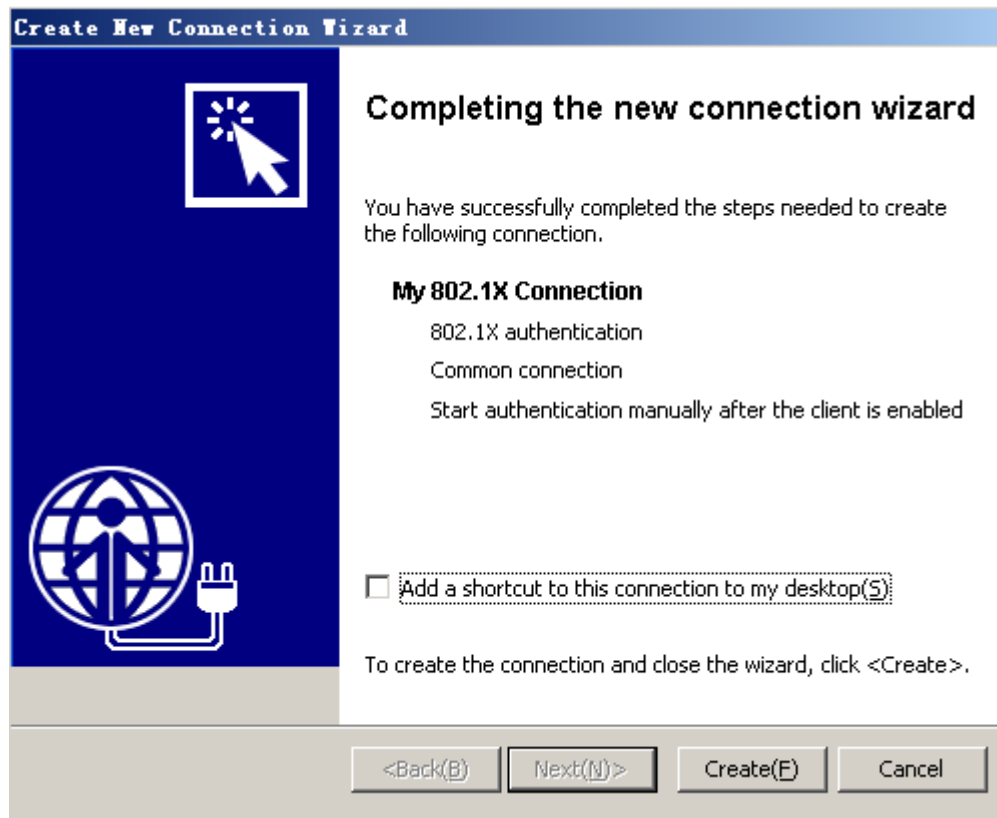 Create New Connection Wizard
Completing the new connection wizard
You have successfully completed the steps needed to create
the following connection.
My 802.1X Connection
802.1X authentication
Common connection
Start authentication manually after the client is enabled
Add a shortcut to this connection to my desktop(S)
To create the connection and close the wizard, click <Create>.
<Back(B)
Next(N)>
Create(F)
Cancel